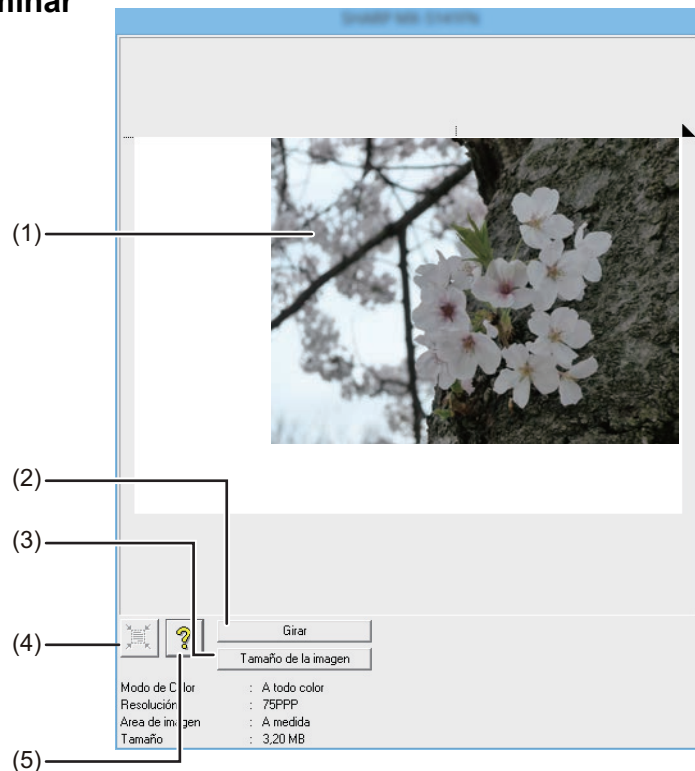 minar
(1)
(2)
(3)
(4)
(5)
Girar
Tamaño de la imagen
Modo de Color : A todo color
Resolución : 75PPP
Area de imagen : A medida
Tamaño : 3,20 MB